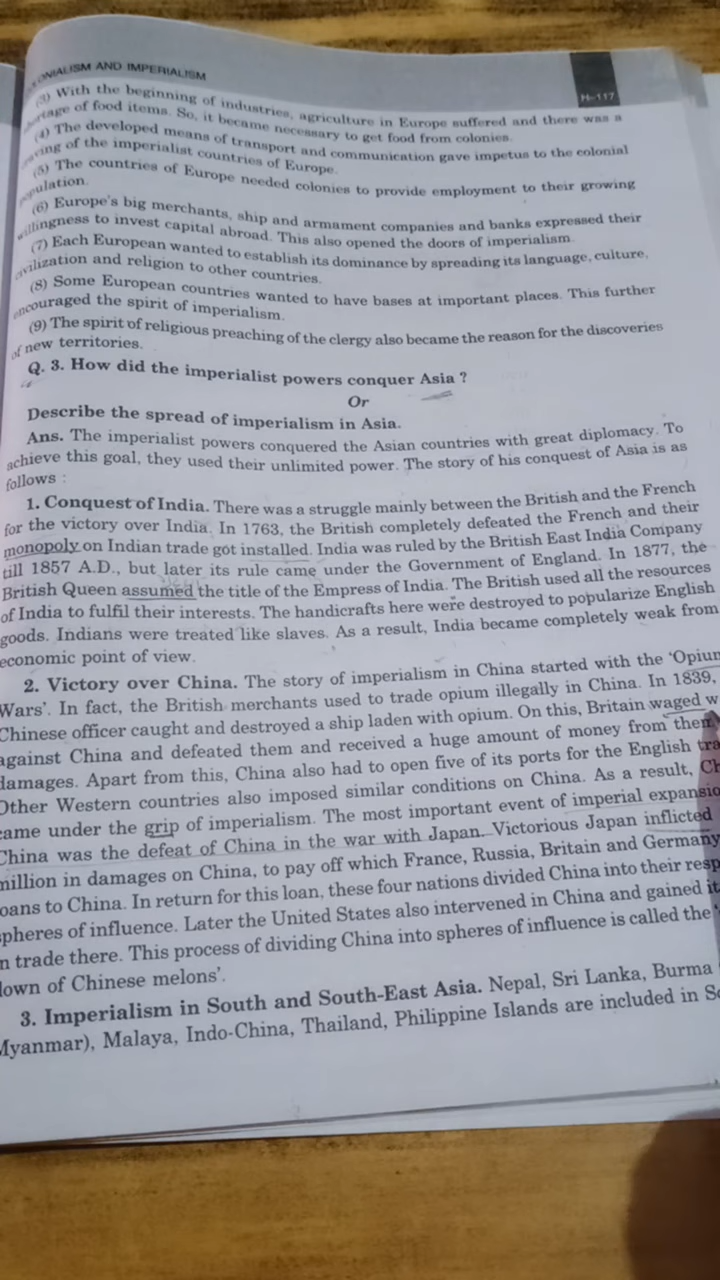 ONIALISM AND IMPERIALISM
H-117
(3) With the beginning of industries, agriculture in Europe suffered and there was a
shortage of food items. So, it became necessary to get food from colonies.
(4) The developed means of transport and communication gave impetus to the colonial
of the imperialist countries of Europe.
(5) The countries of Europe needed colonies to provide employment to their growing
population.
(6) Europe's big merchants, ship and armament companies and banks expressed their
willingness to invest capital abroad. This also opened the doors of imperialism.
(7) Each European wanted to establish its dominance by spreading its language, culture,
civilization and religion to other countries.
(8) Some European countries wanted to have bases at important places. This further
encouraged the spirit of imperialism.
(9) The spirit of religious preaching of the clergy also became the reason for the discoveries
of new territories.
Q. 3. How did the imperialist powers conquer Asia ?
Or
Describe the spread of imperialism in Asia.
Ans. The imperialist powers conquered the Asian countries with great diplomacy. To
achieve this goal, they used their unlimited power. The story of his conquest of Asia is as
follows :
1. Conquest of India. There was a struggle mainly between the British and the French
for the victory over India. In 1763, the British completely defeated the French and their
monopoly on Indian trade got installed. India was ruled by the British East India Company
till 1857 A.D., but later its rule came under the Government of England. In 1877, the
British Queen assumed the title of the Empress of India. The British used all the resources
of India to fulfil their interests. The handicrafts here were destroyed to popularize English
goods. Indians were treated like slaves. As a result, India became completely weak from
economic point of view.
2. Victory over China. The story of imperialism in China started with the 'Opium
Wars'. In fact, the British merchants used to trade opium illegally in China. In 1839,
Chinese officer caught and destroyed a ship laden with opium. On this, Britain waged w
against China and defeated them and received a huge amount of money from them
damages. Apart from this, China also had to open five of its ports for the English tra
Other Western countries also imposed similar conditions on China. As a result, Ch
came under the grip of imperialism. The most important event of imperial expansio
China was the defeat of China in the war with Japan. Victorious Japan inflicted
million in damages on China, to pay off which France, Russia, Britain and Germany
oans to China. In return for this loan, these four nations divided China into their resp
spheres of influence. Later the United States also intervened in China and gained it
n trade there. This process of dividing China into spheres of influence is called the '
down of Chinese melons'.
3. Imperialism in South and South-East Asia. Nepal, Sri Lanka, Burma
Myanmar), Malaya, Indo-China, Thailand, Philippine Islands are included in So